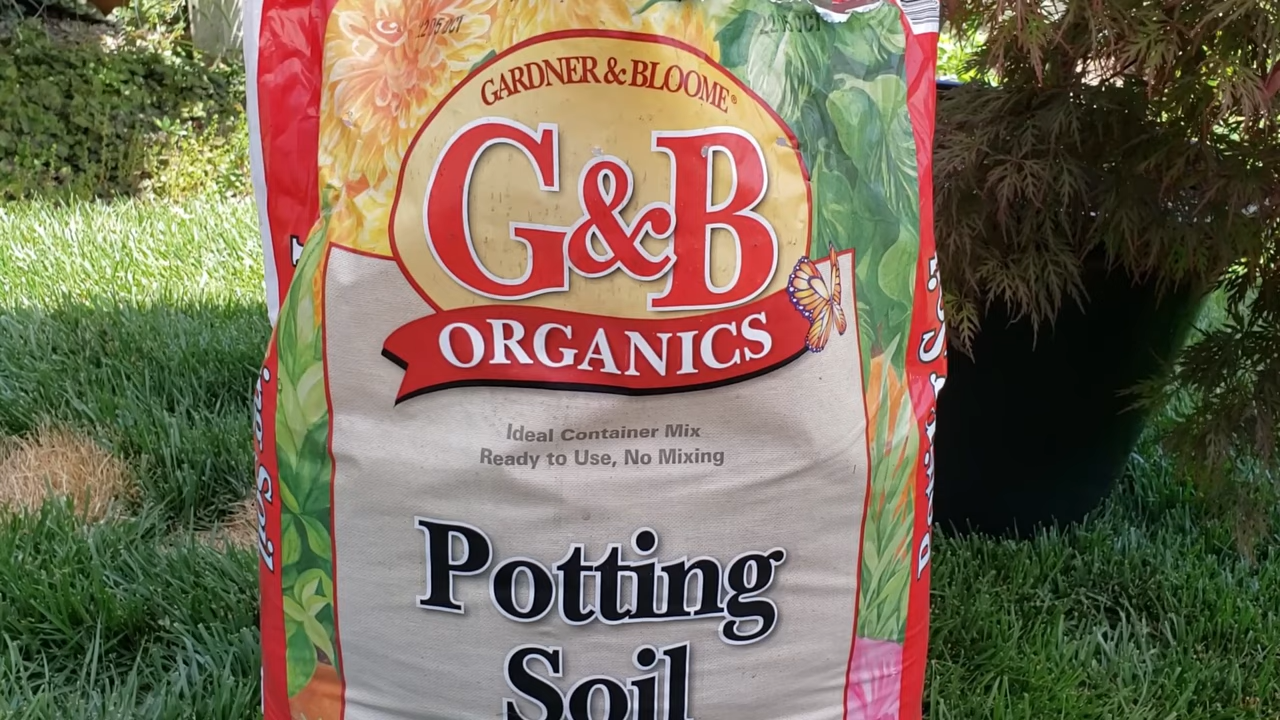 GARDNER & BLOOME®
G&B
ORGANICS
Ideal Container Mix
Ready to Use, No Mixing
Potting
Soil